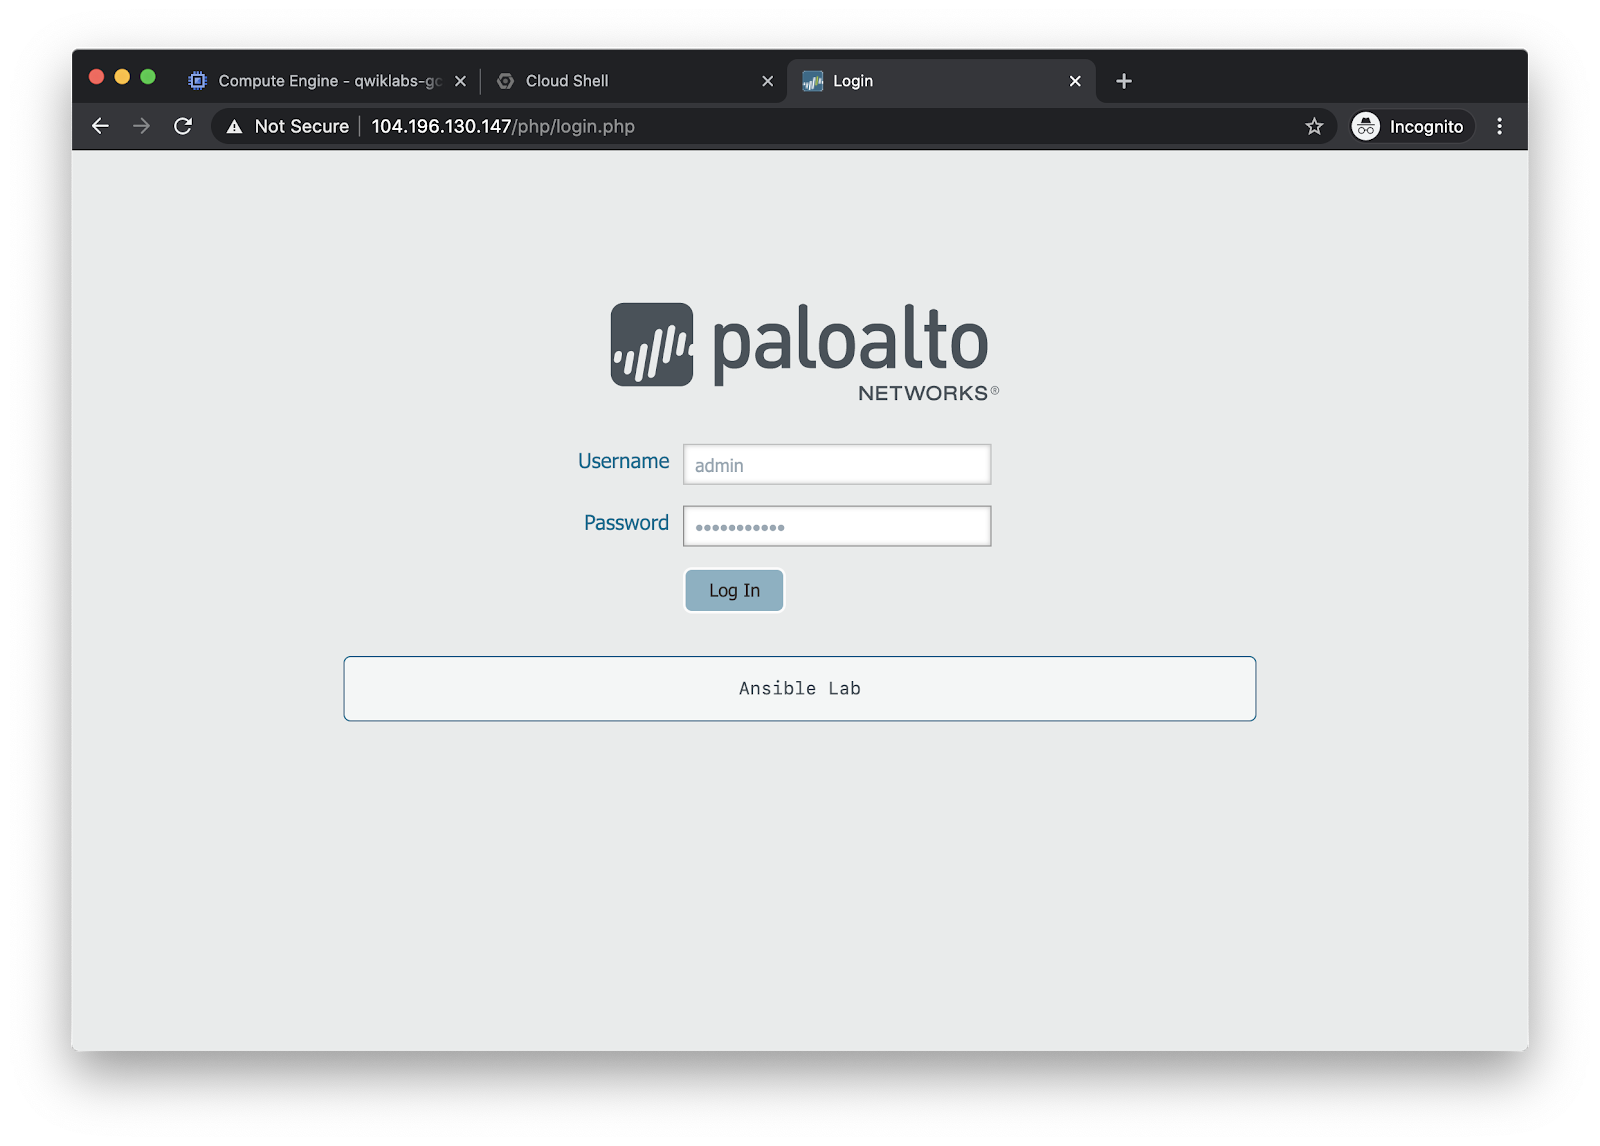 Compute Engine - qwiklabs-gc
Cloud Shell
Login
Not Secure
104.196.130.147/php/login.php
Incognito
paloalto
NETWORKS®
Username
admin
Password
•••••••••••
Log In
Ansible Lab